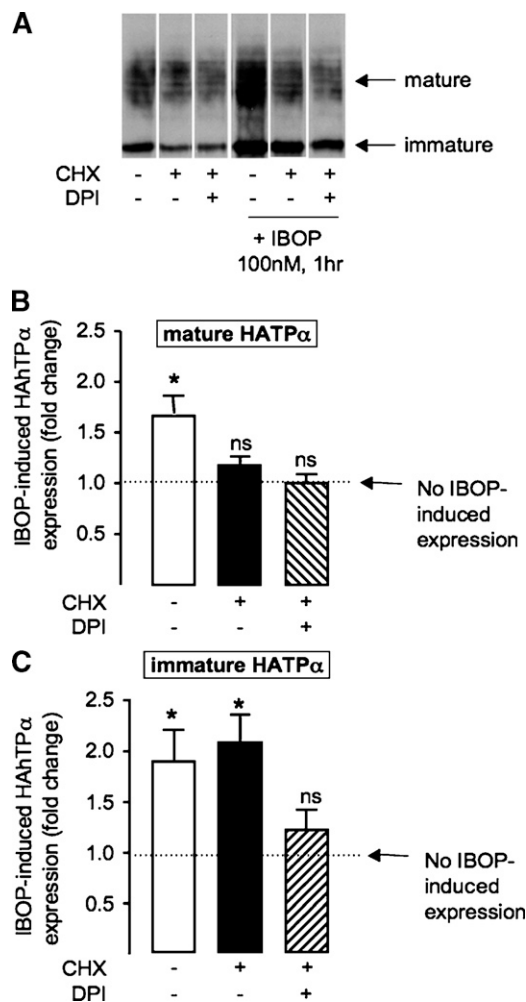 A
mature
immature
CHX - + + - + +
DPI - - + - - +
+ IBOP
100nM, 1hr
B
mature HATPα
IBOP-induced HAhTPα
expression (fold change)
2.5
2.0
1.5
1.0
0.5
*
ns
ns
No IBOP-
induced
expression
CHX - + +
DPI - - +
C
immature HATPα
IBOP-induced HAhTPα
expression (fold change)
2.5
2.0
1.5
1.0
0.5
*
*
ns
No IBOP-
induced
expression
CHX - + +
DPI - - +